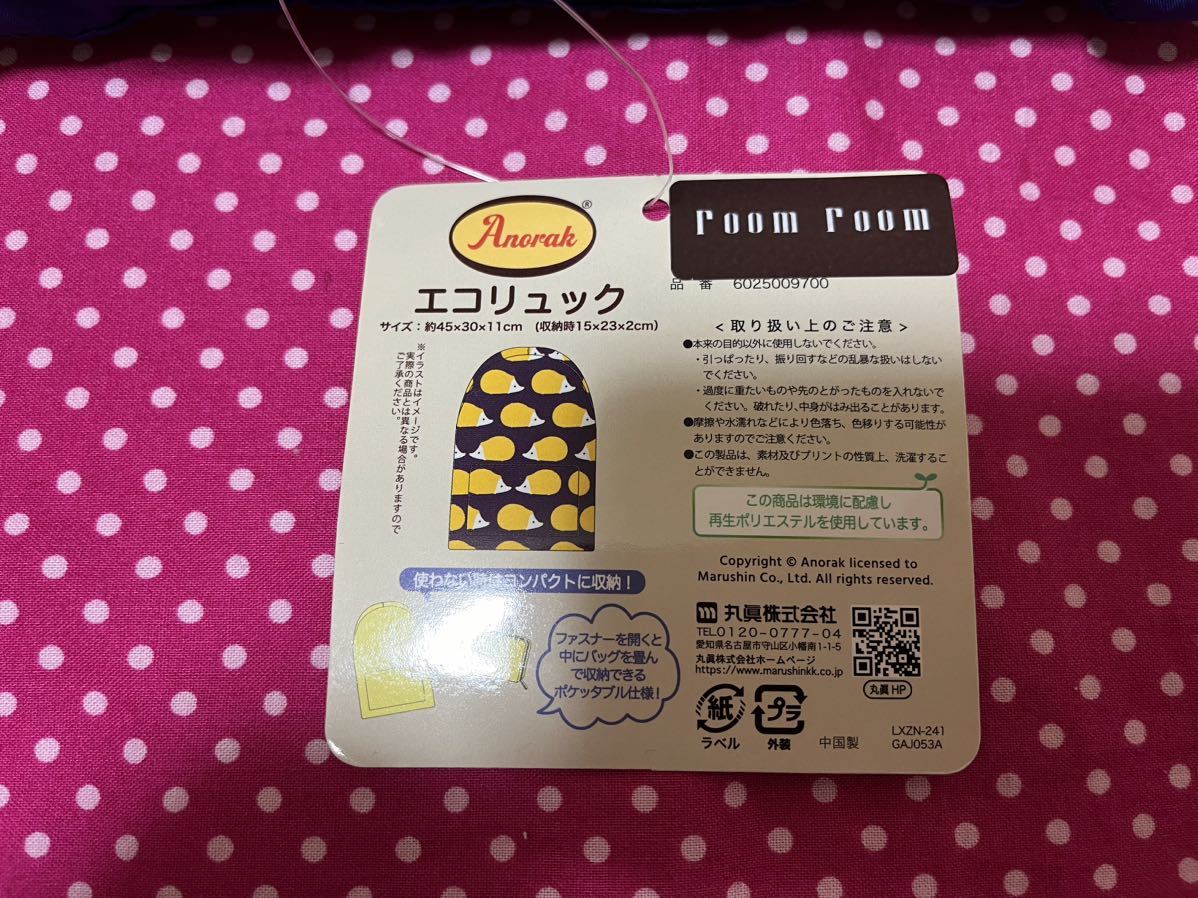 Anorak®
room room
エコリュック
サイズ：約45×30×11cm　(収納時15×23×2cm)
※イラストはイメージです。
実際の商品とは異なる場合がありますので
ご了承ください。
使わない時はコンパクトに収納！
ファスナーを開くと
中にバッグを畳ん
で収納できる
ポケッタブル仕様！
品　番　6025009700
＜取り扱い上のご注意＞
●本来の目的以外に使用しないでください。
・引っぱったり、振り回すなどの乱暴な扱いはしない
でください。
・過度に重たいものや先のとがったものを入れないで
ください。破れたり、中身がはみ出ることがあります。
●摩擦や水濡れなどにより色落ち、色移りする可能性が
ありますのでご注意ください。
●この製品は、素材及びプリントの性質上、洗濯するこ
とができません。
この商品は環境に配慮し
再生ポリエステルを使用しています。
Copyright © Anorak licensed to
Marushin Co., Ltd. All rights reserved.
丸眞株式会社
TEL0120-0777-04
愛知県名古屋市守山区小幡南1-1-5
丸眞株式会社ホームページ
https://www.marushinkk.co.jp
丸眞HP
紙
ラベル
プラ
外装
中国製
LXZN-241
GAJ053A